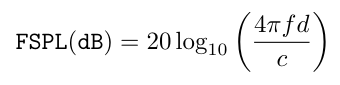 FSPL(dB) = 20 log₁₀ (4πfd / c)